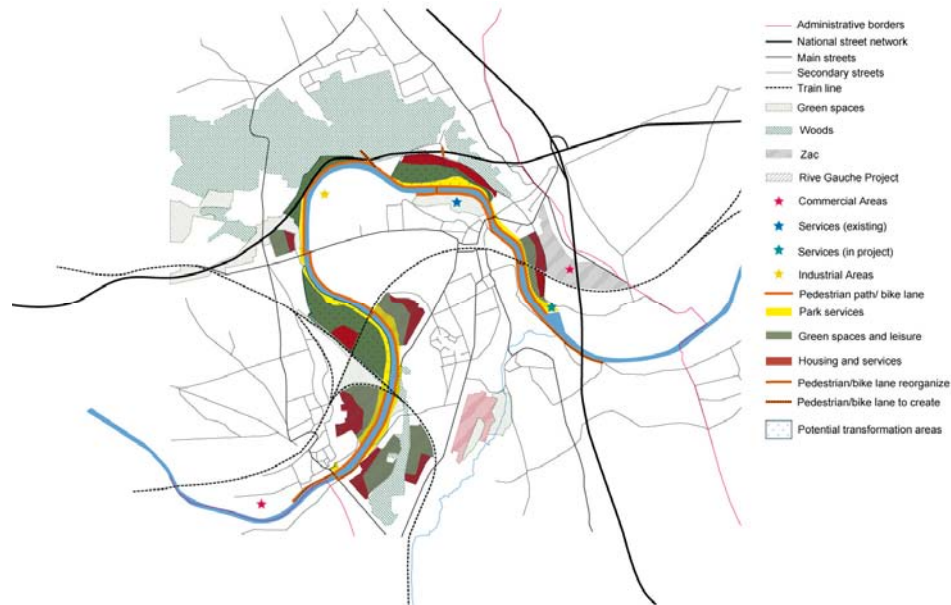 Administrative borders
National street network
Main streets
Secondary streets
Train line
Green spaces
Woods
Zac
Rive Gauche Project
Commercial Areas
Services (existing)
Services (in project)
Industrial Areas
Pedestrian path/ bike lane
Park services
Green spaces and leisure
Housing and services
Pedestrian/bike lane reorganize
Pedestrian/bike lane to create
Potential transformation areas